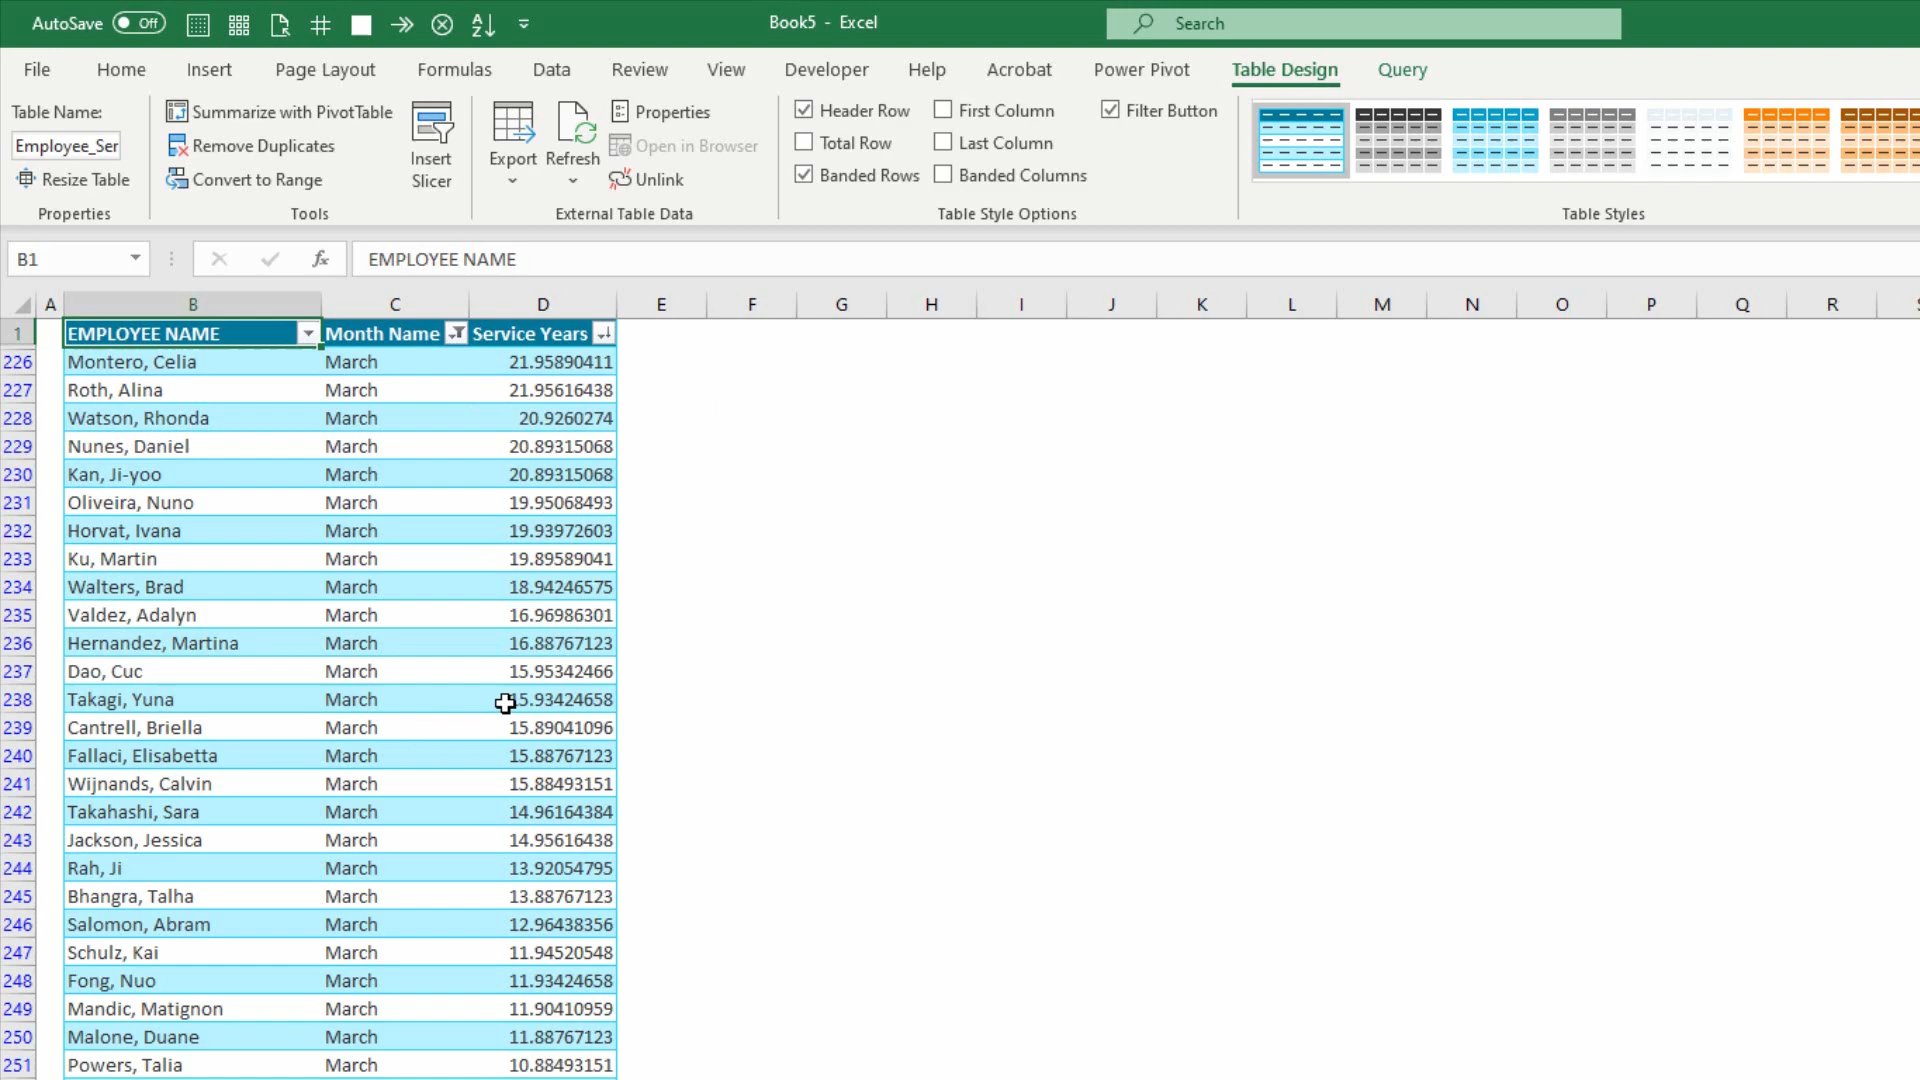 AutoSave Off Book5 - Excel Search
File Home Insert Page Layout Formulas Data Review View Developer Help Acrobat Power Pivot Table Design Query
Table Name: Summarize with PivotTable Properties Header Row First Column Filter Button
Employee_Ser Remove Duplicates Insert Slicer Export Refresh Open in Browser Total Row Last Column
Resize Table Convert to Range Unlink Banded Rows Banded Columns
Properties Tools External Table Data Table Style Options Table Styles
B1 fx EMPLOYEE NAME
A B C D E F G H I J K L M N O P Q R
1 EMPLOYEE NAME Month Name Service Years
226 Montero, Celia March 21.95890411
227 Roth, Alina March 21.95616438
228 Watson, Rhonda March 20.9260274
229 Nunes, Daniel March 20.89315068
230 Kan, Ji-yoo March 20.89315068
231 Oliveira, Nuno March 19.95068493
232 Horvat, Ivana March 19.93972603
233 Ku, Martin March 19.89589041
234 Walters, Brad March 18.94246575
235 Valdez, Adalyn March 16.96986301
236 Hernandez, Martina March 16.88767123
237 Dao, Cuc March 15.95342466
238 Takagi, Yuna March 15.93424658
239 Cantrell, Briella March 15.89041096
240 Fallaci, Elisabetta March 15.88767123
241 Wijnands, Calvin March 15.88493151
242 Takahashi, Sara March 14.96164384
243 Jackson, Jessica March 14.95616438
244 Rah, Ji March 13.92054795
245 Bhangra, Talha March 13.88767123
246 Salomon, Abram March 12.96438356
247 Schulz, Kai March 11.94520548
248 Fong, Nuo March 11.93424658
249 Mandic, Matignon March 11.90410959
250 Malone, Duane March 11.88767123
251 Powers, Talia March 10.88493151